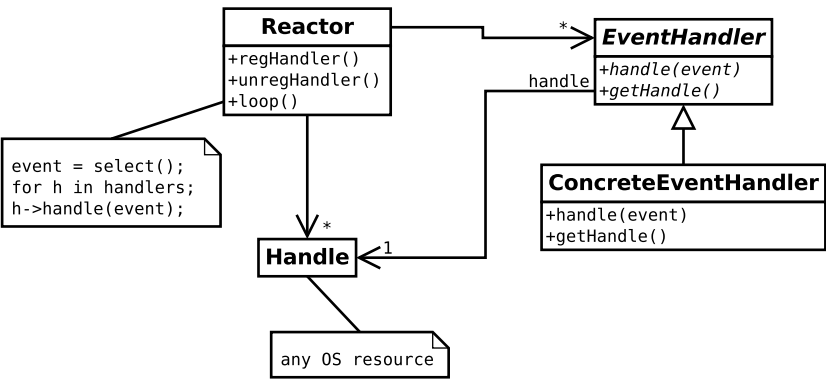 Reactor
+regHandler()
+unregHandler()
+loop()
*
EventHandler
+handle(event)
+getHandle()
handle
event = select();
for h in handlers;
h->handle(event);
ConcreteEventHandler
+handle(event)
+getHandle()
*
Handle
1
any OS resource